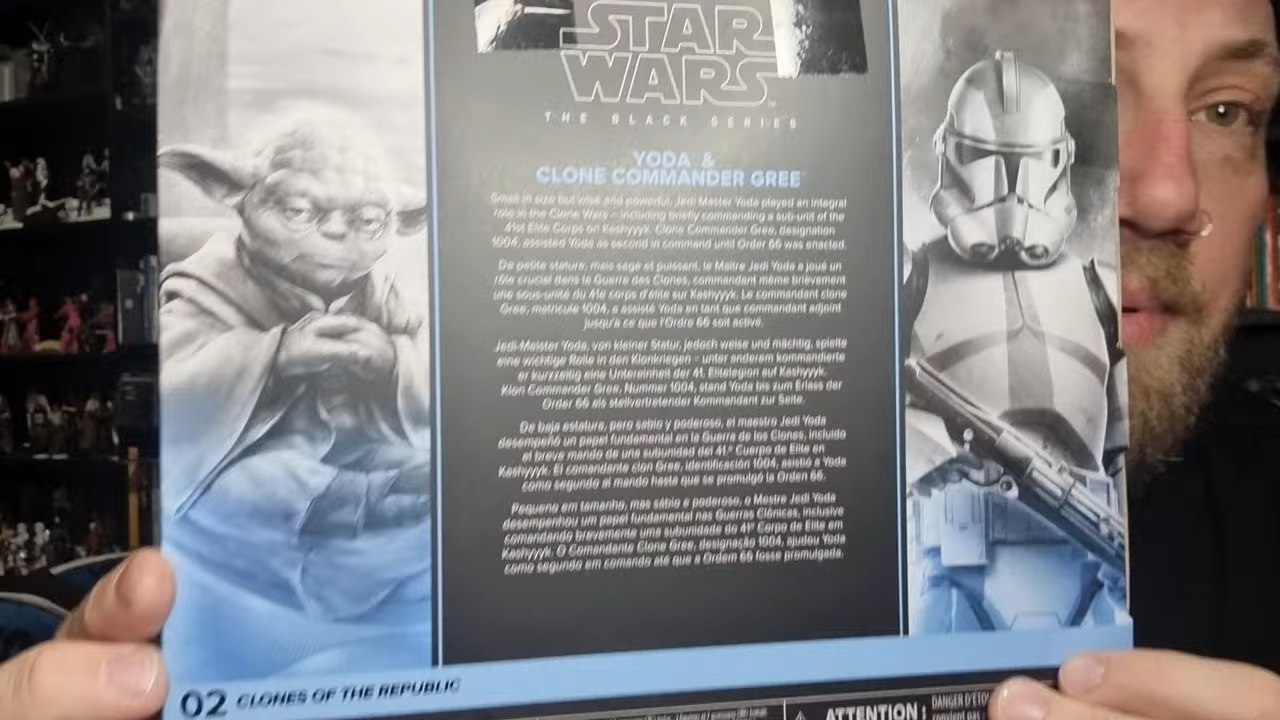 STAR
WARS
THE BLACK SERIES
YODA &
CLONE COMMANDER GREE
Small in size but wise and powerful, Jedi Master Yoda played an integral
role in the Clone Wars – including briefly commanding a sub-unit of the
41st Elite Corps on Kashyyyk. Clone Commander Gree, designation
1004, assisted Yoda as second in command until Order 66 was enacted.
De petite stature, mais sage et puissant, le Maître Jedi Yoda a joué un
rôle crucial dans la Guerre des Clones, commandant même brièvement
une sous-unité du 41e corps d'élite sur Kashyyyk. Le commandant clone
Gree, matricule 1004, a assisté Yoda en tant que commandant adjoint
jusqu'à ce que l'Ordre 66 soit activé.
Jedi-Meister Yoda, von kleiner Statur, jedoch weise und mächtig, spielte
eine wichtige Rolle in den Klonkriegen – unter anderem kommandierte
er kurzzeitig eine Untereinheit der 41. Elitelegion auf Kashyyyk.
Klon Commander Gree, Nummer 1004, stand Yoda bis zum Erlass der
Order 66 als stellvertretender Kommandant zur Seite.
De baja estatura, pero sabio y poderoso, el maestro Jedi Yoda
desempeñó un papel fundamental en la Guerra de los Clones, incluido
el breve mando de una subunidad del 41.º Cuerpo de Élite en
Kashyyyk. El comandante clon Gree, identificación 1004, asistió a Yoda
como segundo al mando hasta que se promulgó la Orden 66.
Pequeno em tamanho, mas sábio e poderoso, o Mestre Jedi Yoda
desempenhou um papel fundamental nas Guerras Clônicas, inclusive
comandando brevemente uma subunidade do 41º Corpo de Elite em
Kashyyyk. O Comandante Clone Gree, designação 1004, ajudou Yoda
como segundo em comando até que a Ordem 66 fosse promulgada.
02 CLONES OF THE REPUBLIC
ATTENTION :
DANGER D'ÉTOU
convient pas